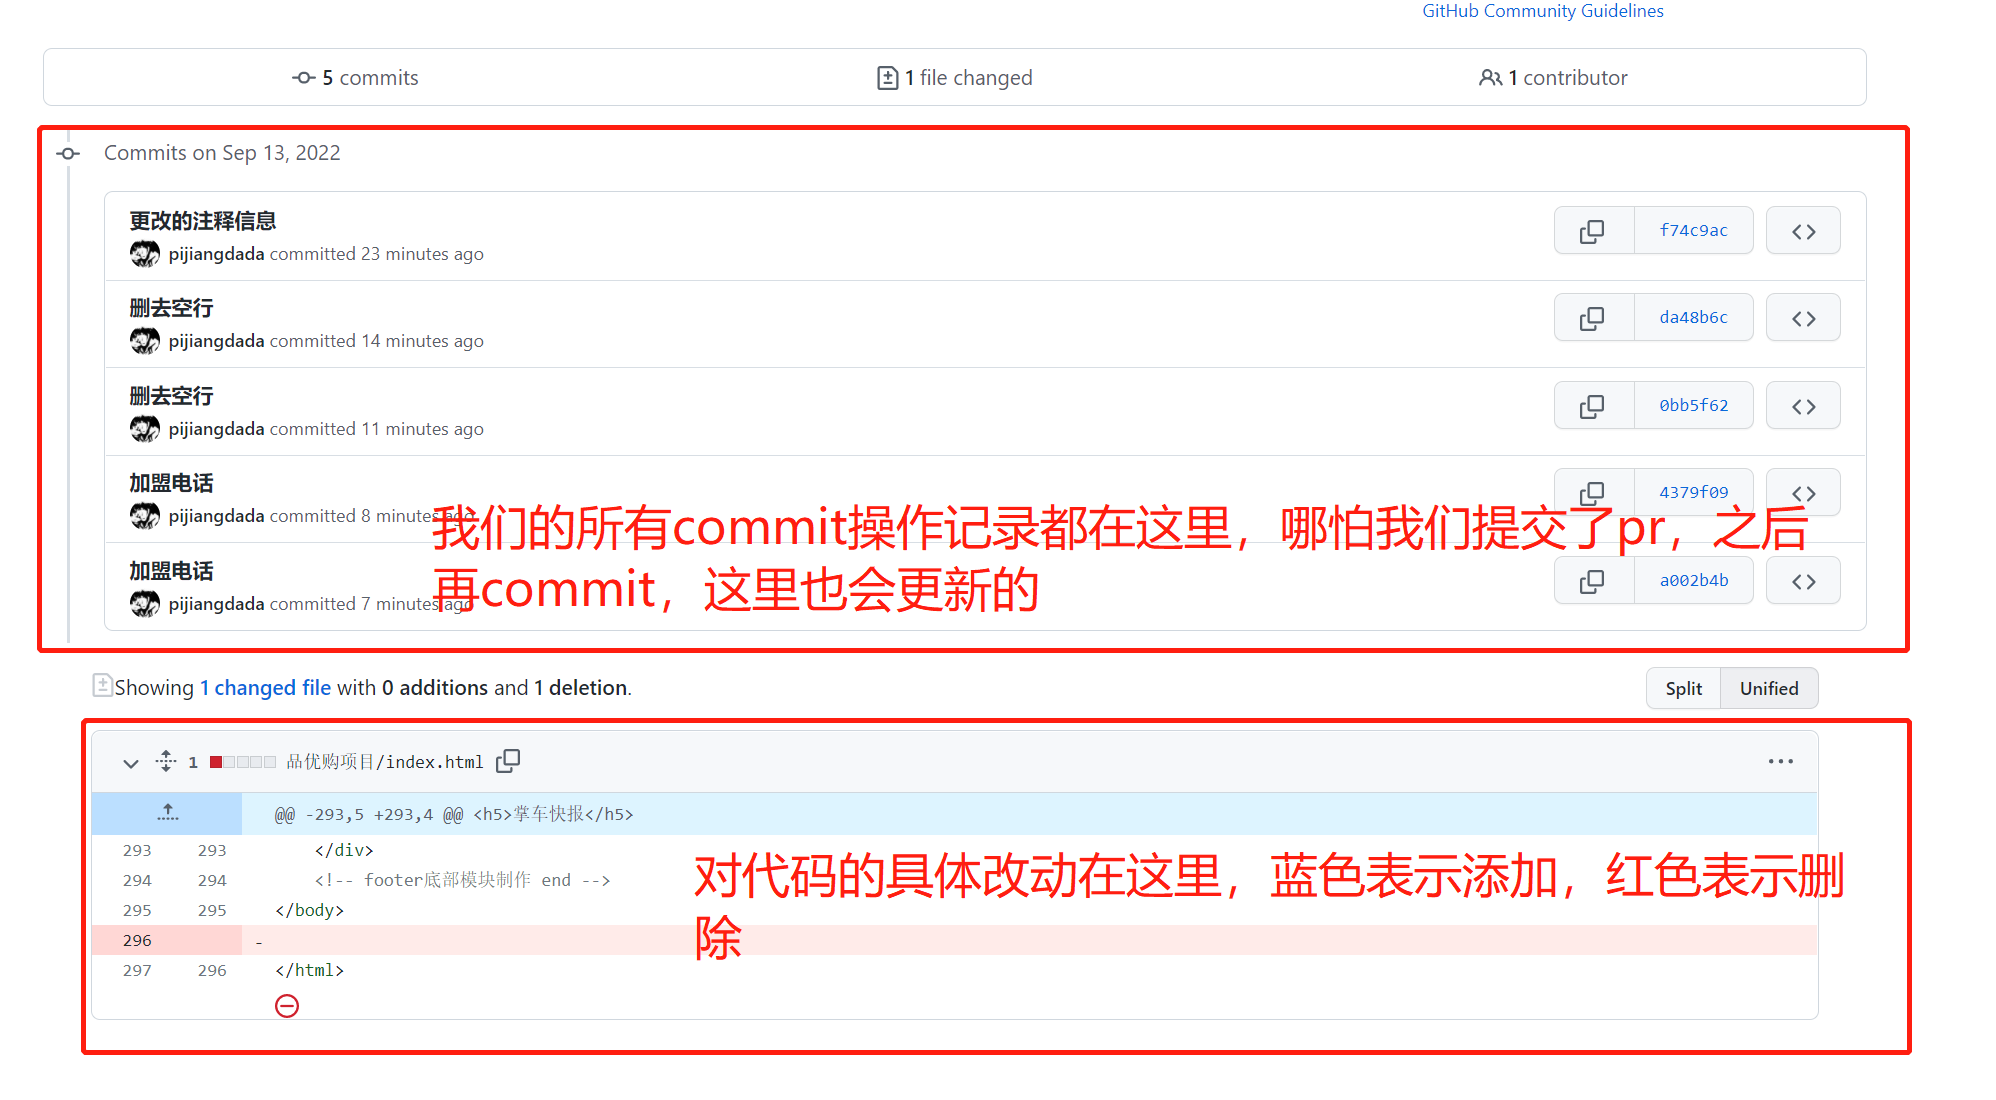 GitHub Community Guidelines
5 commits
1 file changed
1 contributor
Commits on Sep 13, 2022
更改的注释信息
pijiangdada committed 23 minutes ago
f74c9ac
删去空行
pijiangdada committed 14 minutes ago
da48b6c
删去空行
pijiangdada committed 11 minutes ago
0bb5f62
加盟电话
pijiangdada committed 8 minutes ago
4379f09
加盟电话
pijiangdada committed 7 minutes ago
a002b4b
我们的所有commit操作记录都在这里，哪怕我们提交了pr，之后
再commit，这里也会更新的
Showing 1 changed file with 0 additions and 1 deletion.
Split
Unified
1 品优购项目/index.html
@@ -293,5 +293,4 @@ <h5>掌车快报</h5>
293 293 </div>
294 294 <!-- footer底部模块制作 end -->
295 295 </body>
296 -
297 296 </html>
对代码的具体改动在这里，蓝色表示添加，红色表示删
除